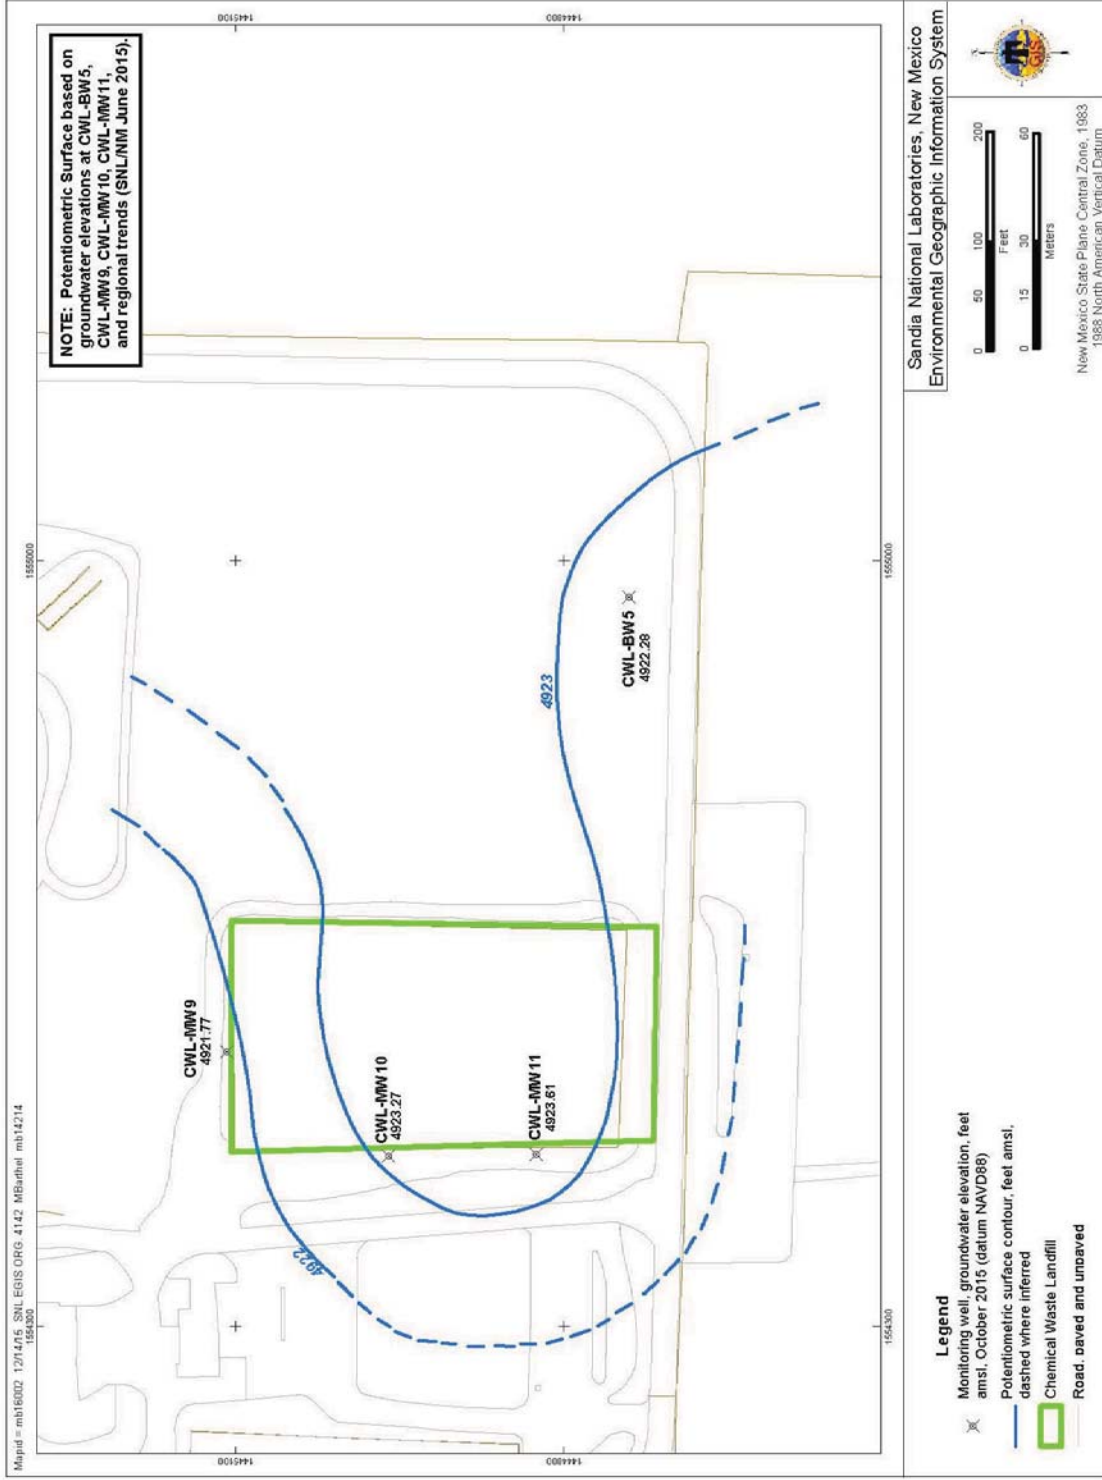 Mapid = mb16002 12/14/15 SNL EGIS ORG. 4142 MBarthel mb14214
1554300
1555000
1445100
1445100
1444800
1444800
1554300
1555000
NOTE: Potentiometric Surface based on
groundwater elevations at CWL-BW5,
CWL-MW9, CWL-MW10, CWL-MW11,
and regional trends (SNL/NM June 2015).
CWL-MW9
4921.77
CWL-MW10
4923.27
CWL-MW11
4923.61
CWL-BW5
4922.28
4922
4923
Legend
Monitoring well, groundwater elevation, feet
amsl, October 2015 (datum NAVD88)
Potentiometric surface contour, feet amsl,
dashed where inferred
Chemical Waste Landfill
Road, paved and unpaved
Sandia National Laboratories, New Mexico
Environmental Geographic Information System
0 50 100 200
Feet
0 15 30 60
Meters
New Mexico State Plane Central Zone, 1983
1988 North American Vertical Datum
GIS